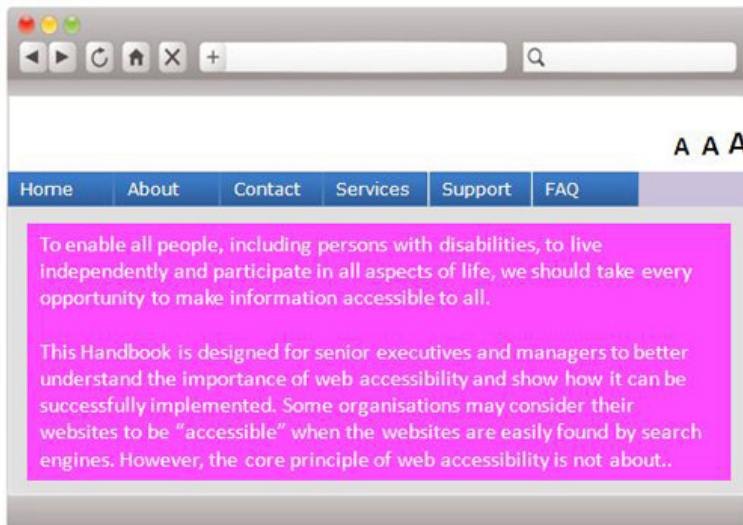 A A A
Home About Contact Services Support FAQ
To enable all people, including persons with disabilities, to live
independently and participate in all aspects of life, we should take every
opportunity to make information accessible to all.
This Handbook is designed for senior executives and managers to better
understand the importance of web accessibility and show how it can be
successfully implemented. Some organisations may consider their
websites to be “accessible” when the websites are easily found by search
engines. However, the core principle of web accessibility is not about..